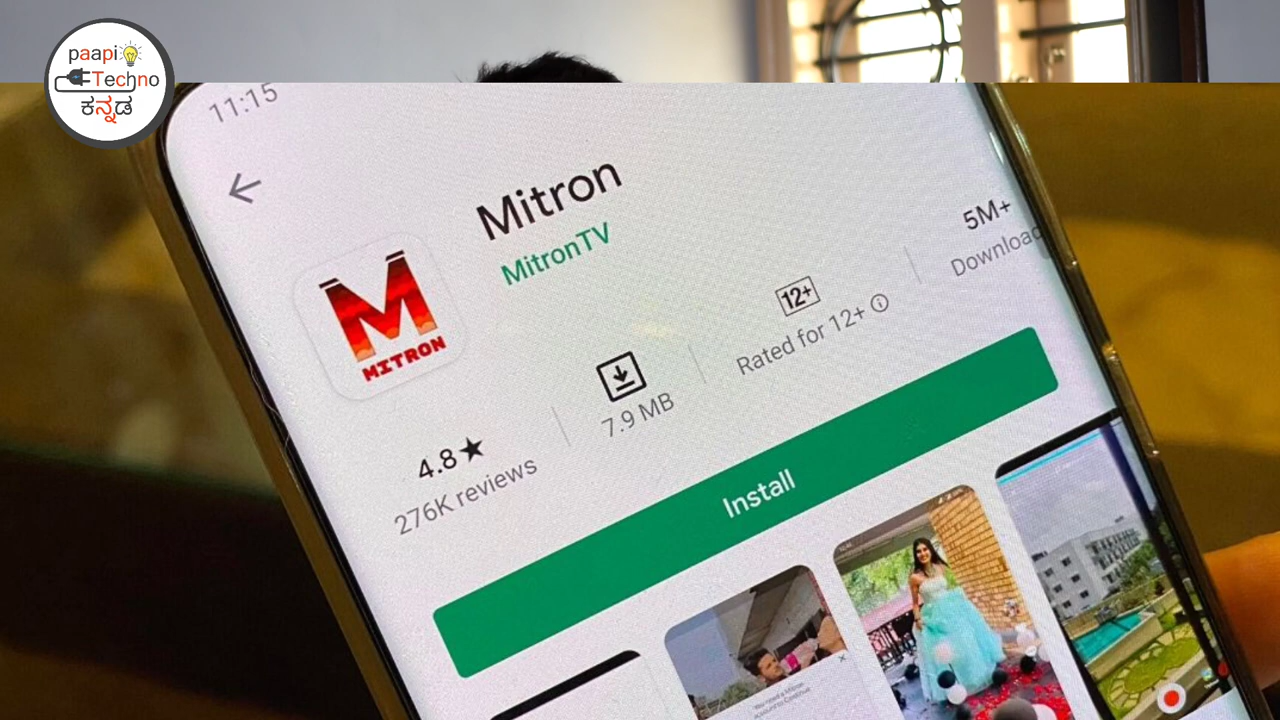 paapi
Techno
ಕನ್ನಡ
11:15
Mitron
MitronTV
MITRON
4.8★
276K reviews
7.9 MB
12+
Rated for 12+
5M+
Install